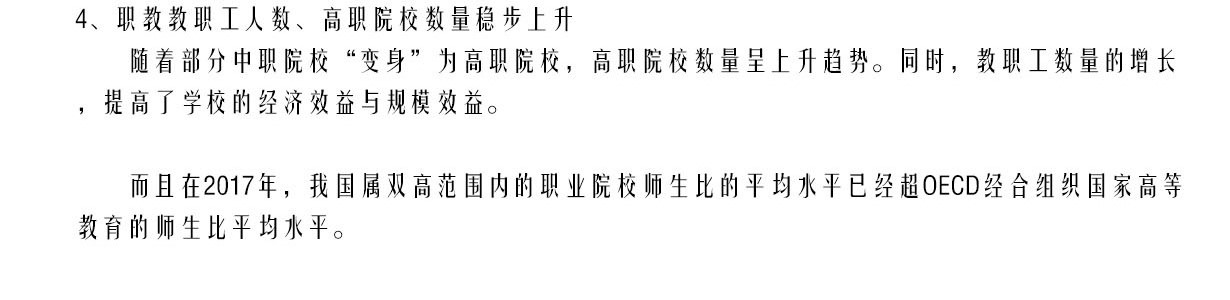 4、职教教职工人数、高职院校数量稳步上升
随着部分中职院校“变身”为高职院校，高职院校数量呈上升趋势。同时，教职工数量的增长
，提高了学校的经济效益与规模效益。
而且在2017年，我国属双高范围内的职业院校师生比的平均水平已经超OECD经合组织国家高等
教育的师生比平均水平。